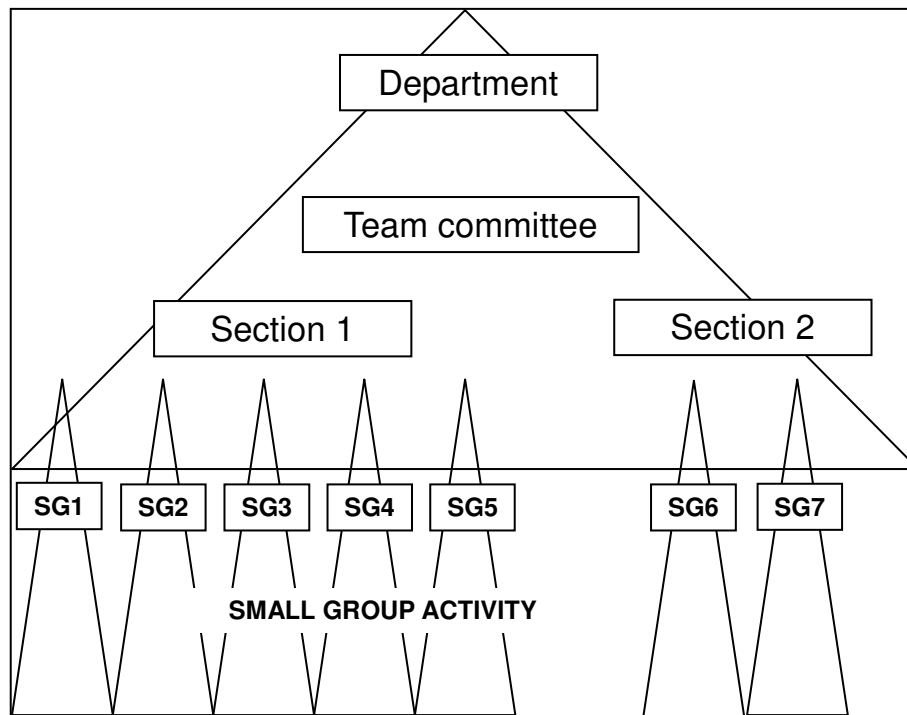 Department
Team committee
Section 1
Section 2
SG1
SG2
SG3
SG4
SG5
SG6
SG7
SMALL GROUP ACTIVITY